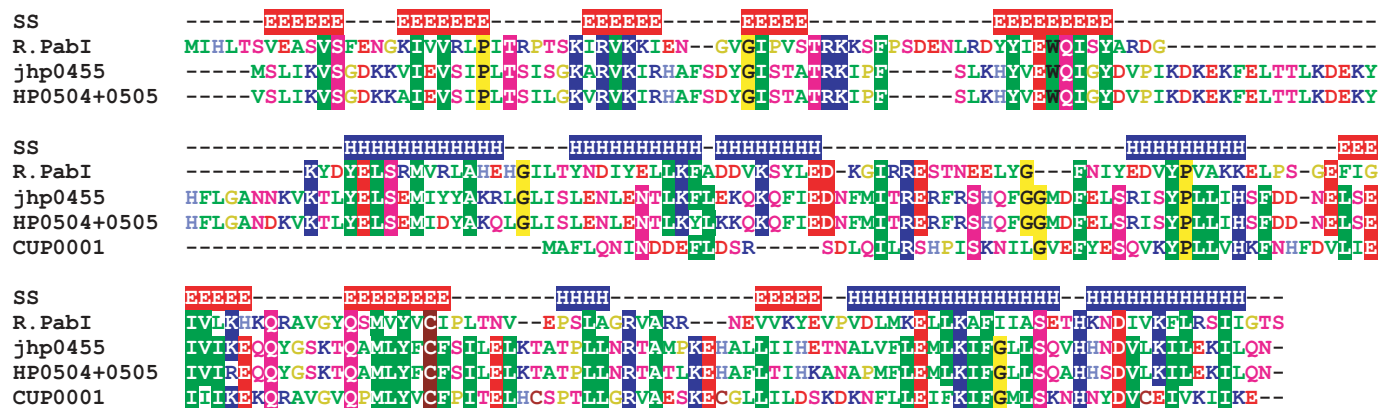 SS ------EEEEEE----EEEEEEE-------EEEEEE------EEEEE--------------EEEEEEEEE--------------------
R.PabI MIHLTSVEASVSFENGKIVVRLPITRPTSKIRVKKIEN--GVGIPVSTRKKSFPSDENLRDYYIEWQISYARDG----------------
jhp0455 -----MSLIKVSGDKKVIEVSIPLTSISGKARVKIRHAFSDYGISTATRKIPF-----SLKHYVEWQIGYDVPIKDKEKFELTTLKDEKY
HP0504+0505 -----VSLIKVSGDKKAIEVSIPLTSILGKVRVKIRHAFSDYGISTATRKIPF-----SLKHYVEWQIGYDVPIKDKEKFELTTLKDEKY
SS ------------HHHHHHHHHHHH-----HHHHHHHHHH-HHHHHHHH-----------------------HHHHHHHHH-------EEE
R.PabI ---------KYDYELSRMVRLAHEHGILTYNDIYELLKFADDVKSYLED-KGIRRESTNEELYG---FNIYEDVYPVAKKELPS-GEFIG
jhp0455 HFLGANNKVKTLYELSEMIYYAKRLGLISLENLENTLKFLEKQKQFIEDNFMITRERFRSHQFGGMDFELSRISYPLLIHSFDD-NELSE
HP0504+0505 HFLGANDKVKTLYELSEMIDYAKQLGLISLENLENTLKYLKKQKQFIEDNFMITRERFRSHQFGGMDFELSRISYPLIIHSFDD-NELSE
CUP0001 ---------------------------MAFLQNINDDEFLDSR-----SDLQILRSHPISKNILGVEFYESQVKYPLLVHKFNHFDVLIE
SS EEEEE-------EEEEEEEE--------HHHH-----------EEEEE--HHHHHHHHHHHHHHHH--HHHHHHHHHHHH---
R.PabI IVLKHKQRAVGYQSMVYVCIPLTNV--EPSLAGRVARR---NEVVKYEVPVDLMKELLKAFIIASETHKNDIVKFLRSIIGTS
jhp0455 IVIKEQQYGSKTQAMLYFCFSILELKTATPLLNRTAMPKEHALLIIHETNALVFLEMLKIFGLLSQVHHNDVLKILEKILQN-
HP0504+0505 IVIREQQYGSKTQAMLYFCFSILELKTATPLLNRTATLKEHAFLTIHKANAPMFLEMLKIFGLLSQAHHSDVLKILEKILQN-
CUP0001 IIIKEKQRAVGVQPMLYVCFPITELHCSPTLLGRVAESKECGLLILDSKDKNFLLEIFKIFGMLSKNHNYDVCEIVKIIKE--